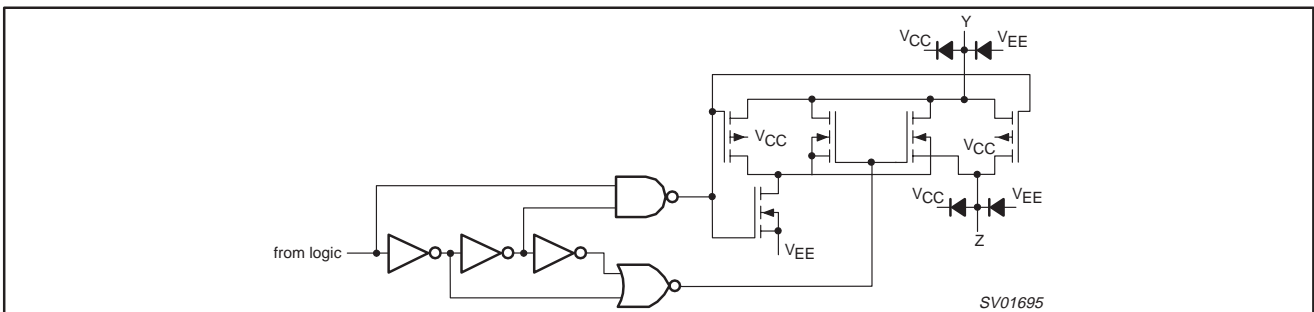 Y
VCC VEE
VCC VCC
VCC VEE
from logic
VEE Z
SV01695